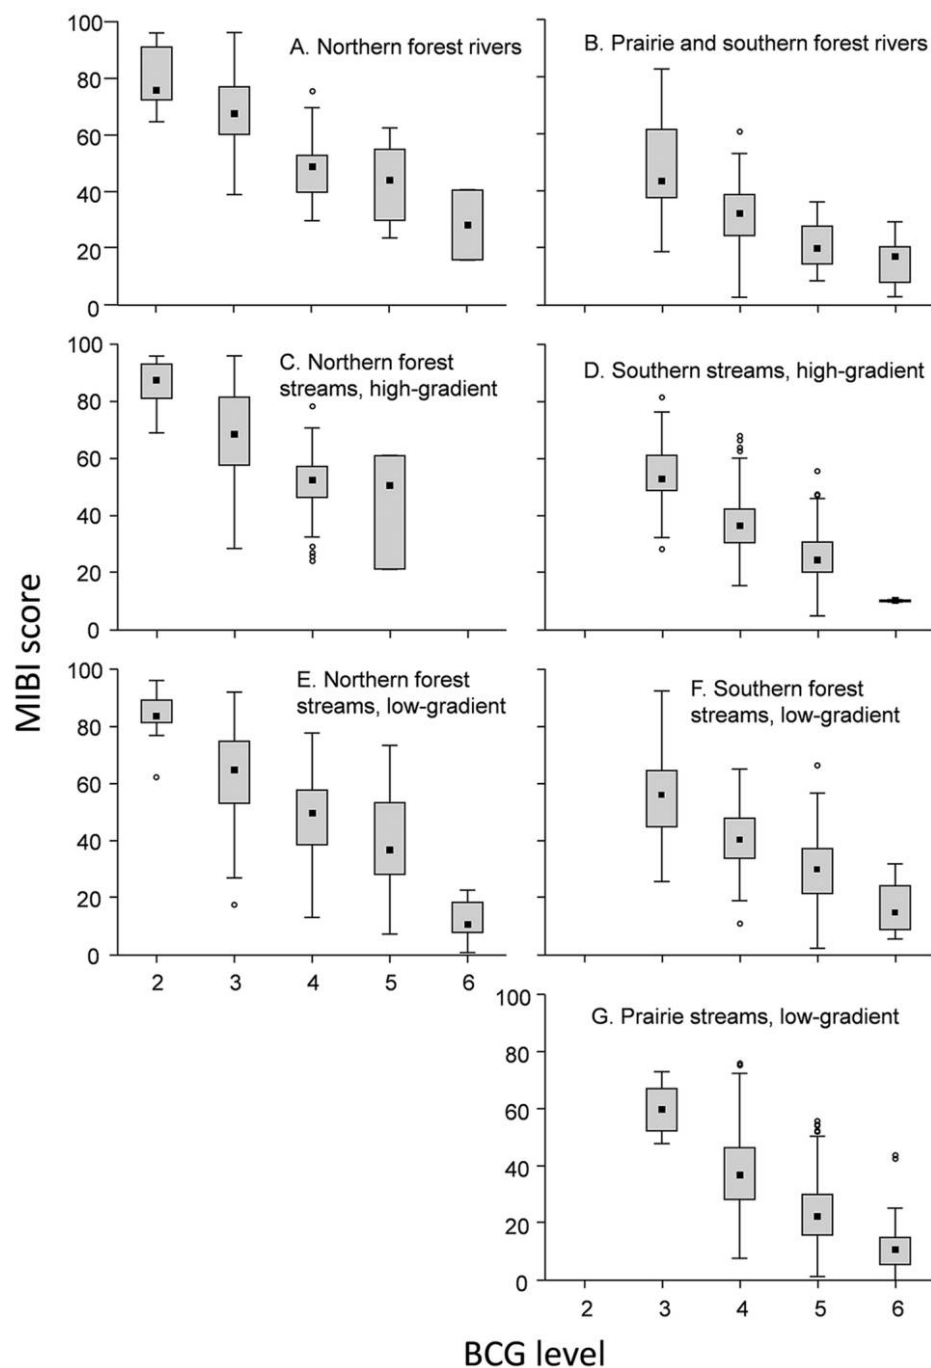 100
80
60
40
20
0
A. Northern forest rivers
B. Prairie and southern forest rivers
100
80
60
40
20
0
C. Northern forest
streams, high-gradient
D. Southern streams, high-gradient
MIBI score
100
80
60
40
20
0
E. Northern forest
streams, low-gradient
F. Southern forest
streams, low-gradient
2 3 4 5 6
100
80
60
40
20
0
G. Prairie streams, low-gradient
2 3 4 5 6
BCG level